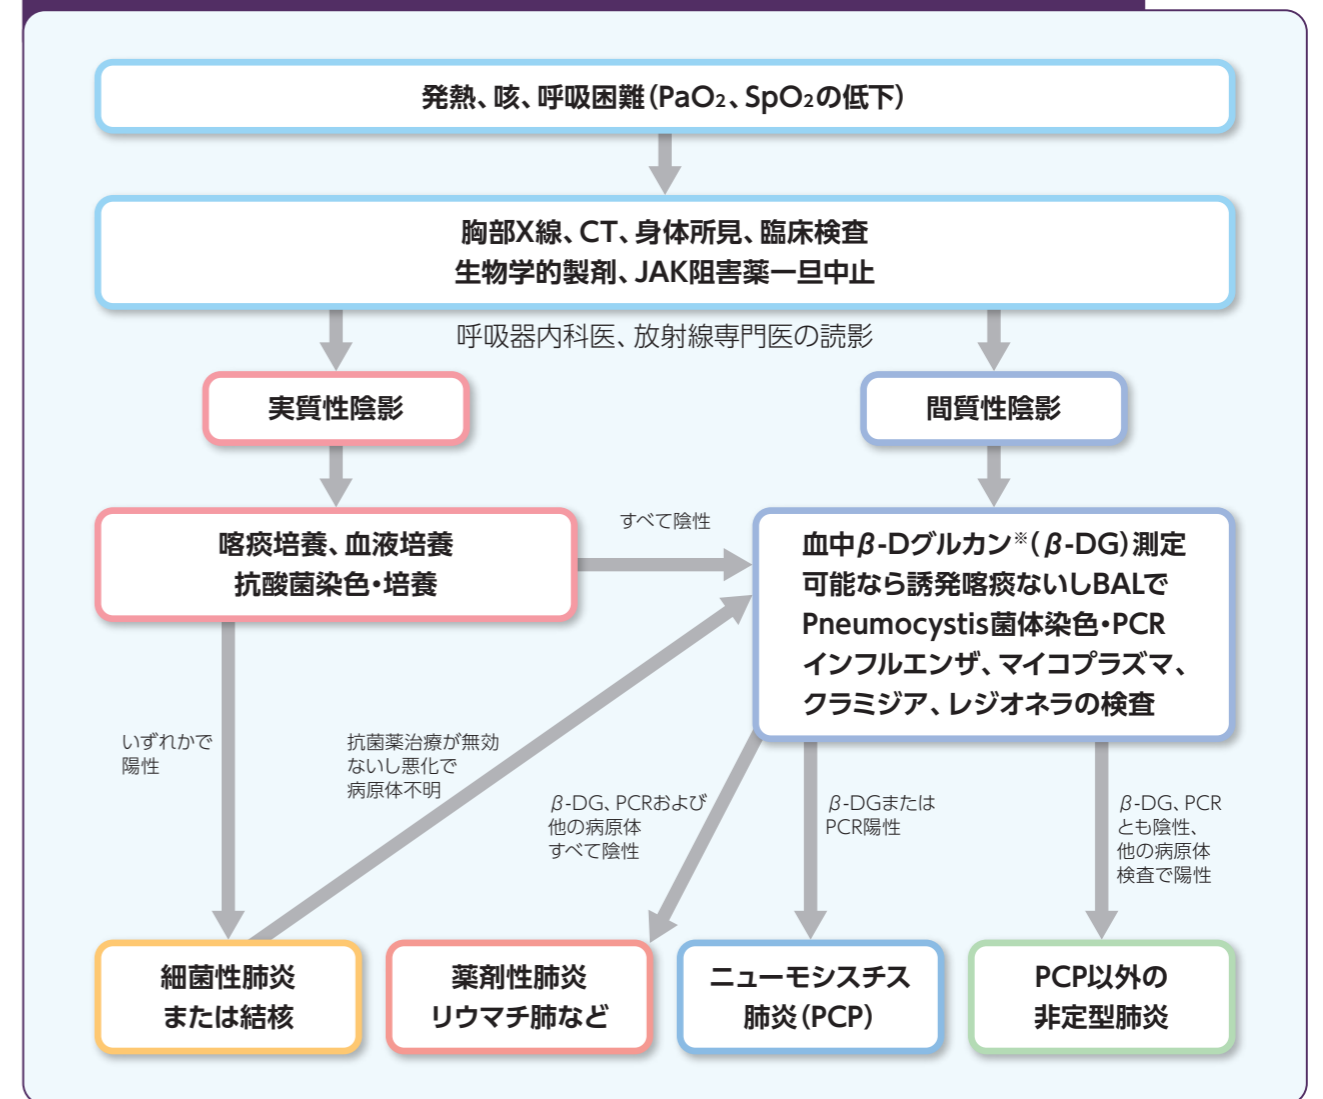 発熱、咳、呼吸困難（PaO₂、SpO₂の低下）
胸部X線、CT、身体所見、臨床検査
生物学的製剤、JAK阻害薬一旦中止
呼吸器内科医、放射線専門医の読影
実質性陰影
間質性陰影
喀痰培養、血液培養
抗酸菌染色・培養
すべて陰性
血中β-Dグルカン※（β-DG）測定
可能なら誘発喀痰ないしBALで
Pneumocystis菌体染色・PCR
インフルエンザ、マイコプラズマ、
クラミジア、レジオネラの検査
いずれかで
陽性
抗菌薬治療が無効
ないし悪化で
病原体不明
β-DG、PCRおよび
他の病原体
すべて陰性
β-DGまたは
PCR陽性
β-DG、PCR
とも陰性、
他の病原体
検査で陽性
細菌性肺炎
または結核
薬剤性肺炎
リウマチ肺など
ニューモシスチス
肺炎（PCP）
PCP以外の
非定型肺炎